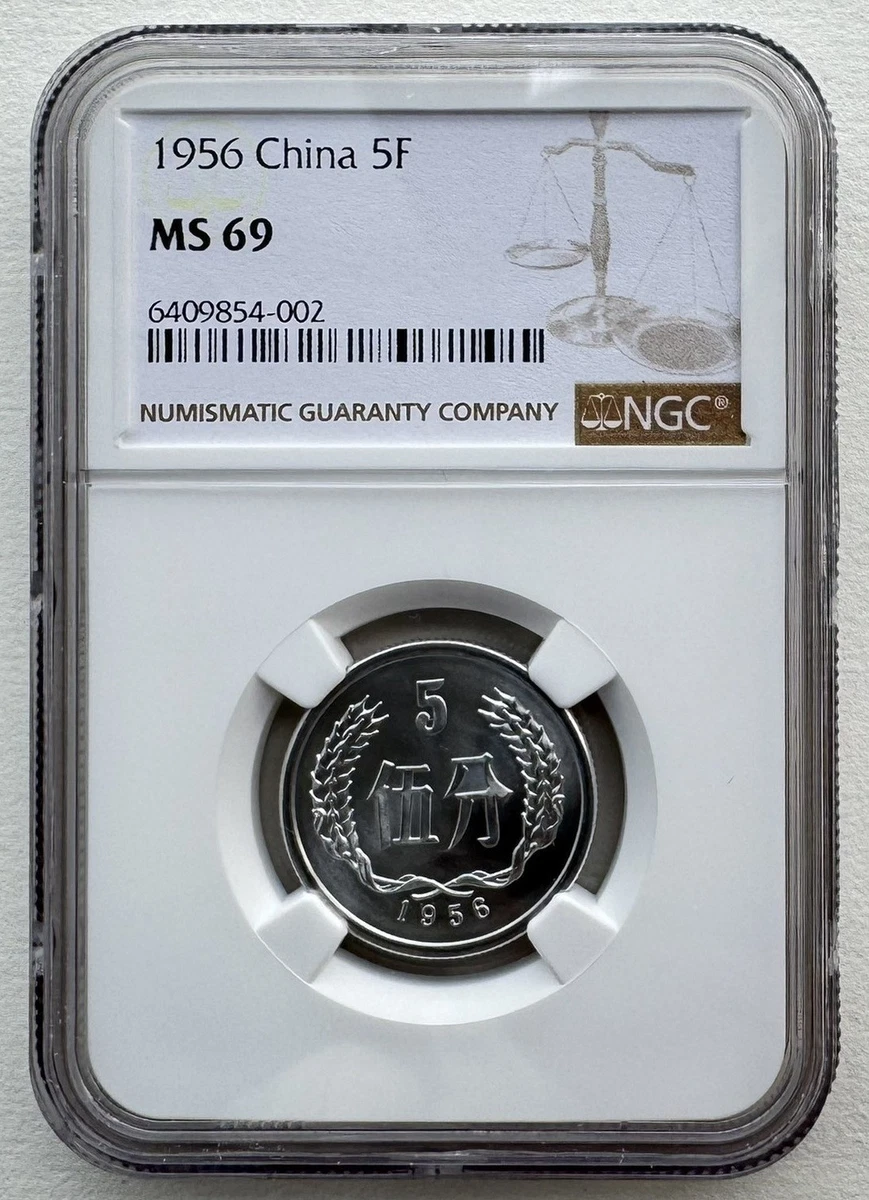 1956 China 5F
MS 69
6409854-002
NUMISMATIC GUARANTY COMPANY
NGC®
5
伍分
1956